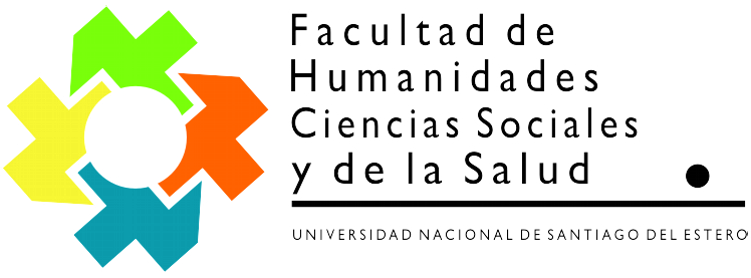 Facultad de
Humanidades
Ciencias Sociales
y de la Salud
UNIVERSIDAD NACIONAL DE SANTIAGO DEL ESTERO